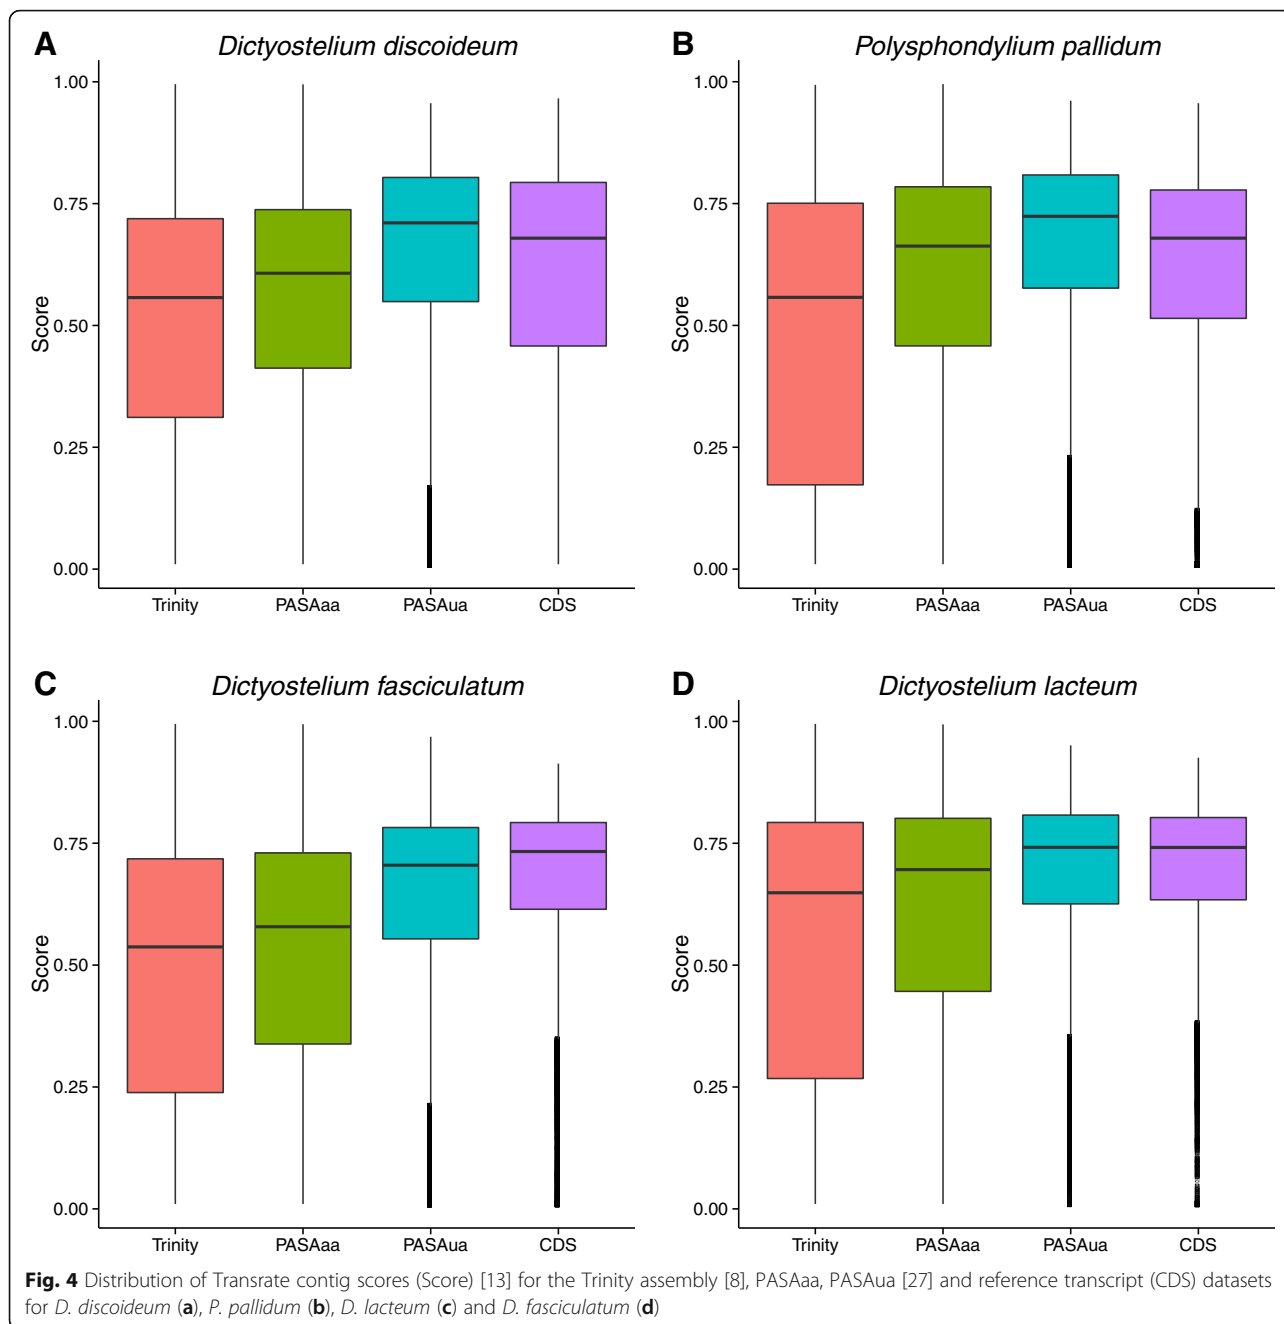 A
Dictyostelium discoideum
1.00
0.75
0.50
0.25
0.00
Score
Trinity PASAaa PASAua CDS
B
Polysphondylium pallidum
1.00
0.75
0.50
0.25
0.00
Score
Trinity PASAaa PASAua CDS
C
Dictyostelium fasciculatum
1.00
0.75
0.50
0.25
0.00
Score
Trinity PASAaa PASAua CDS
D
Dictyostelium lacteum
1.00
0.75
0.50
0.25
0.00
Score
Trinity PASAaa PASAua CDS
Fig. 4 Distribution of Transrate contig scores (Score) [13] for the Trinity assembly [8], PASAaa, PASAua [27] and reference transcript (CDS) datasets
for D. discoideum (a), P. pallidum (b), D. lacteum (c) and D. fasciculatum (d)